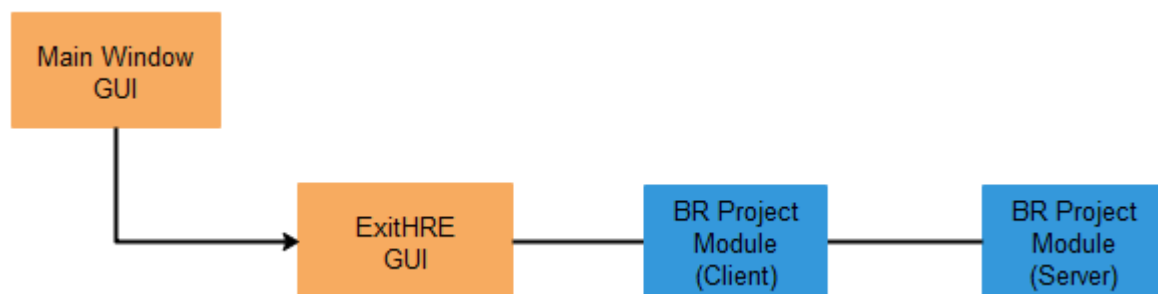 Main Window
GUI
ExitHRE
GUI
BR Project
Module
(Client)
BR Project
Module
(Server)